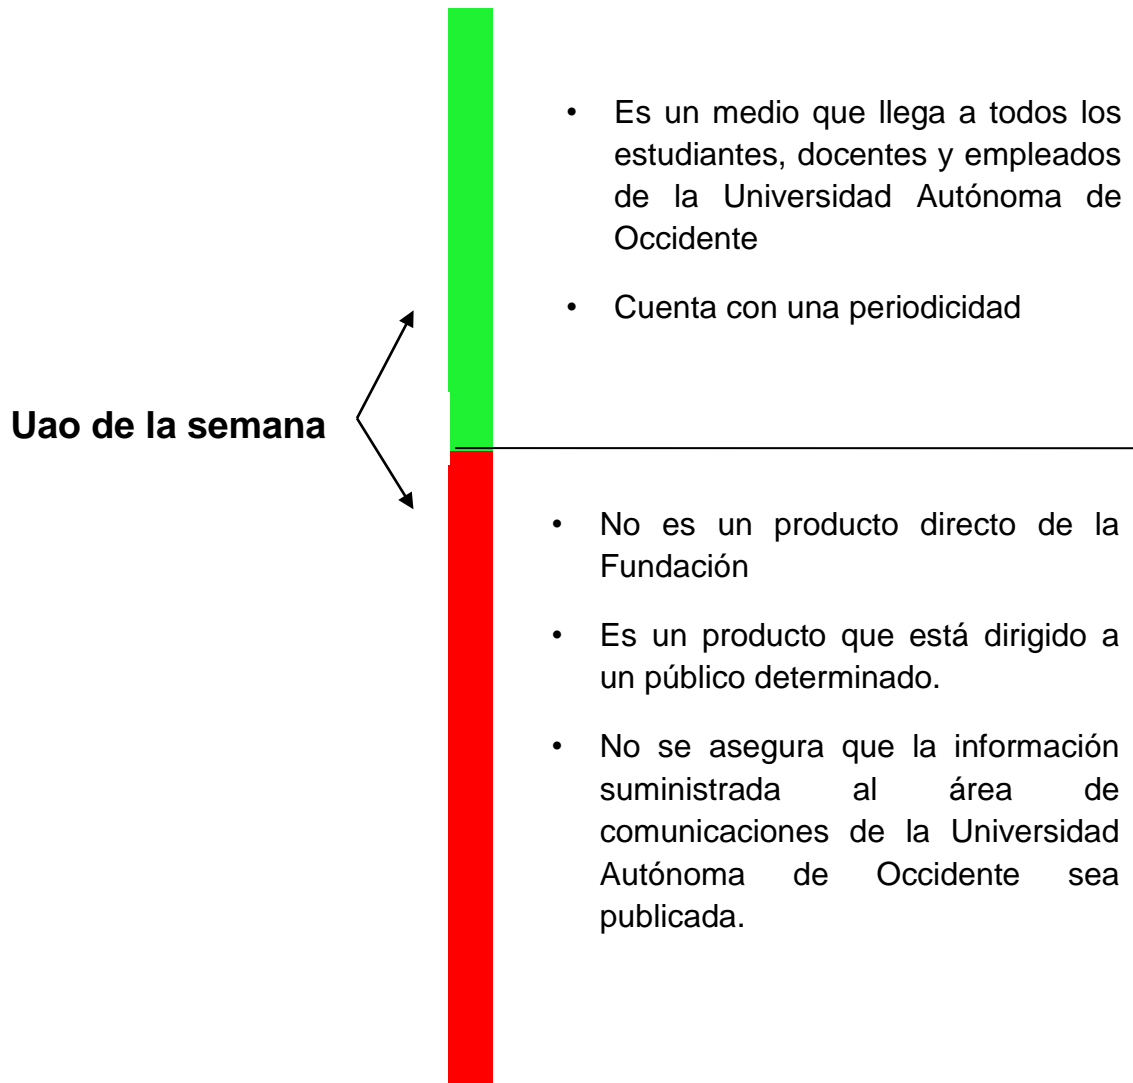 • Es un medio que llega a todos los
estudiantes, docentes y empleados
de la Universidad Autónoma de
Occidente
• Cuenta con una periodicidad
Uao de la semana
• No es un producto directo de la
Fundación
• Es un producto que está dirigido a
un público determinado.
• No se asegura que la información
suministrada al área de
comunicaciones de la Universidad
Autónoma de Occidente sea
publicada.